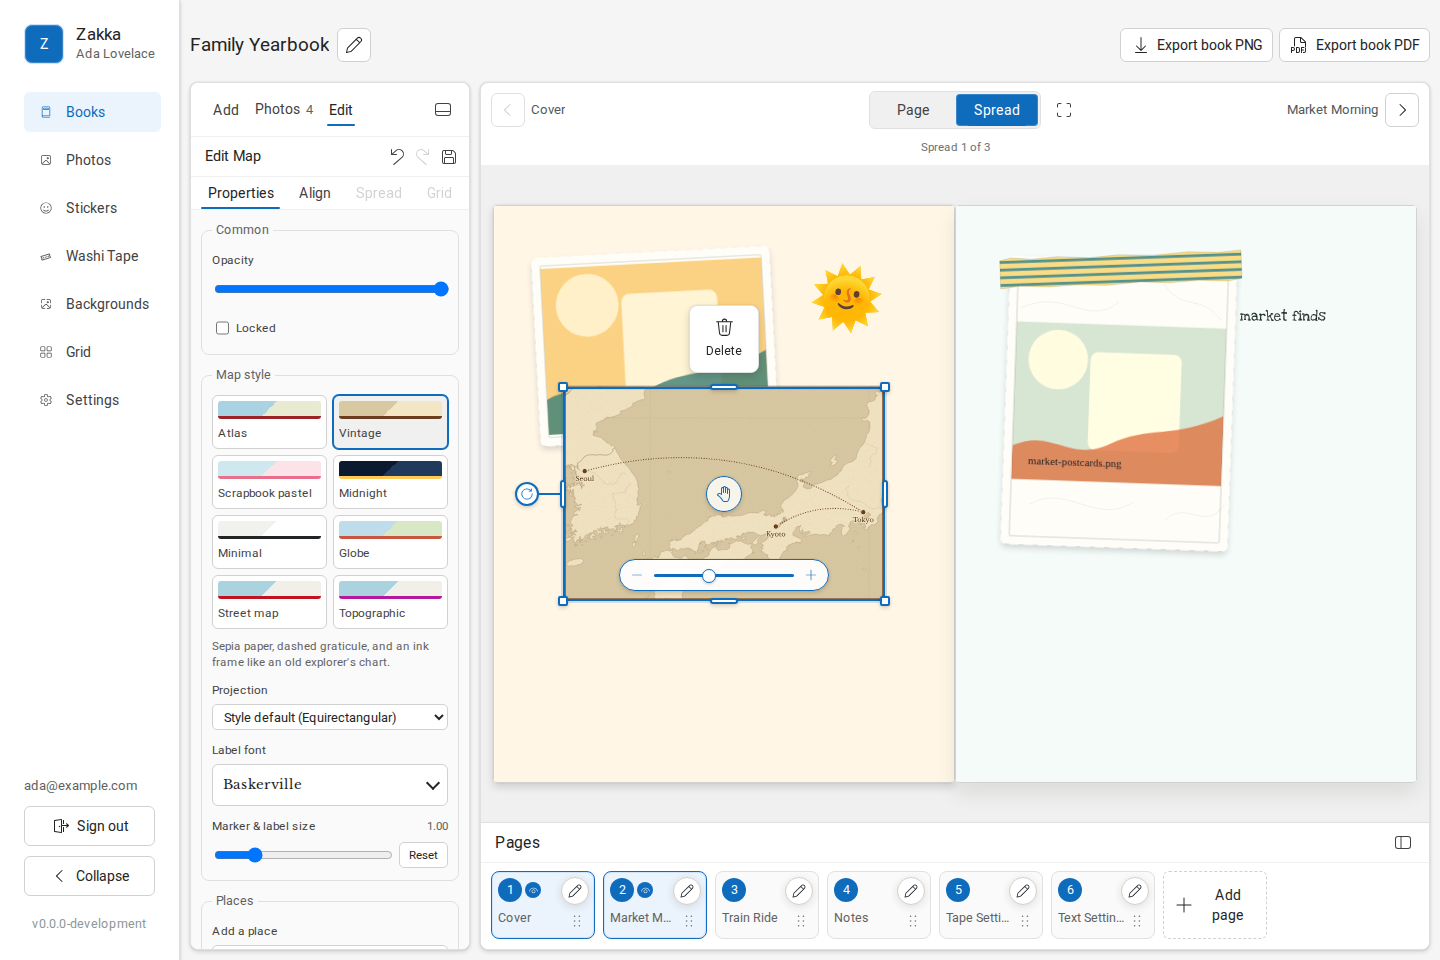 Z
Zakka
Ada Lovelace
Books
Photos
Stickers
Washi Tape
Backgrounds
Grid
Settings
ada@example.com
Sign out
Collapse
v0.0.0-development
Family Yearbook
Export book PNG
PDF
Export book PDF
Add
Photos 4
Edit
Edit Map
Properties
Align
Spread
Grid
Common
Opacity
Locked
Map style
Atlas
Vintage
Scrapbook pastel
Midnight
Minimal
Globe
Street map
Topographic
Sepia paper, dashed graticule, and an ink
frame like an old explorer's chart.
Projection
Style default (Equirectangular)
Label font
Baskerville
Marker & label size
1.00
Reset
Places
Add a place
Cover
Page
Spread
Market Morning
Spread 1 of 3
Delete
Seoul
Kyoto
Tokyo
market finds
market-postcards.png
Pages
1
Cover
2
Market M...
3
Train Ride
4
Notes
5
Tape Setti...
6
Text Settin...
Add
page